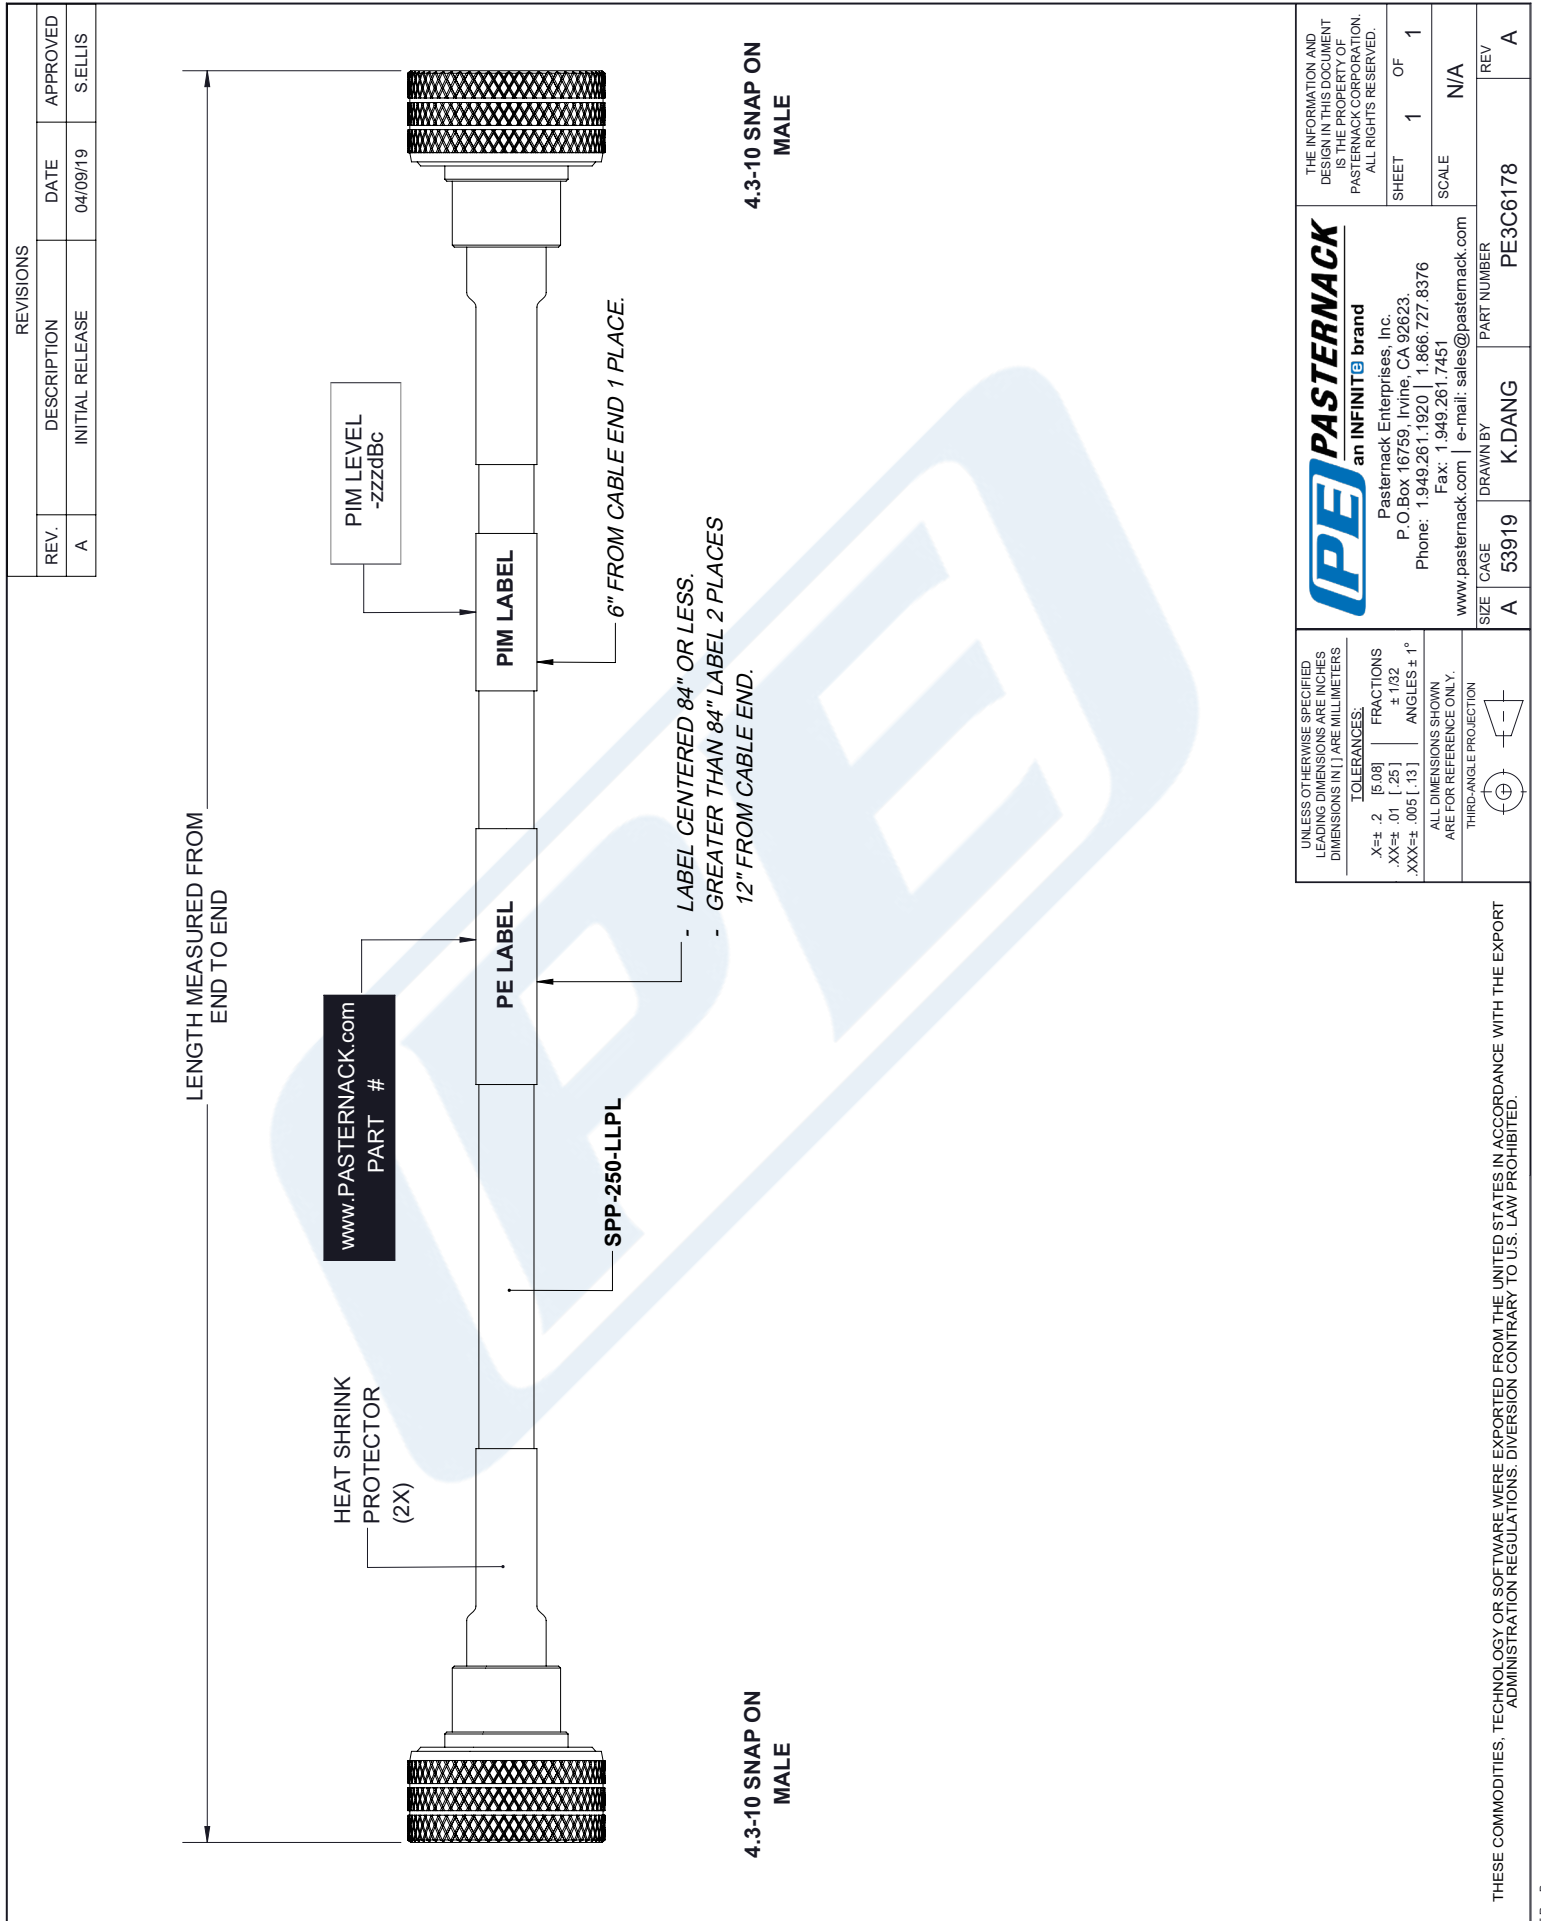 REVISIONS
REV. DESCRIPTION DATE APPROVED
A INITIAL RELEASE 04/09/19 S.ELLIS
LENGTH MEASURED FROM
END TO END
HEAT SHRINK
PROTECTOR
(2X)
www.PASTERNACK.com
PART #
PIM LEVEL
-zzzdBc
PE LABEL
PIM LABEL
SPP-250-LLPL
6" FROM CABLE END 1 PLACE.
- LABEL CENTERED 84" OR LESS.
- GREATER THAN 84" LABEL 2 PLACES
12" FROM CABLE END.
4.3-10 SNAP ON
MALE
4.3-10 SNAP ON
MALE
PE
UNLESS OTHERWISE SPECIFIED
LEADING DIMENSIONS ARE INCHES
DIMENSIONS IN [ ] ARE MILLIMETERS
TOLERANCES:
.X=± .2 [5.08] FRACTIONS
.XX=± .01 [ .25] ± 1/32
.XXX=± .005 [ .13] ANGLES ± 1°
ALL DIMENSIONS SHOWN
ARE FOR REFERENCE ONLY.
THIRD-ANGLE PROJECTION
PE PASTERNACK
an INFINITe brand
Pasternack Enterprises, Inc.
P.O.Box 16759, Irvine, CA 92623.
Phone: 1.949.261.1920 | 1.866.727.8376
Fax: 1.949.261.7451
www.pasternack.com | e-mail: sales@pasternack.com
THE INFORMATION AND
DESIGN IN THIS DOCUMENT
IS THE PROPERTY OF
PASTERNACK CORPORATION.
ALL RIGHTS RESERVED.
SHEET 1 OF 1
SCALE N/A
SIZE CAGE DRAWN BY PART NUMBER REV
A 53919 K.DANG PE3C6178 A
THESE COMMODITIES, TECHNOLOGY OR SOFTWARE WERE EXPORTED FROM THE UNITED STATES IN ACCORDANCE WITH THE EXPORT
ADMINISTRATION REGULATIONS. DIVERSION CONTRARY TO U.S. LAW PROHIBITED.